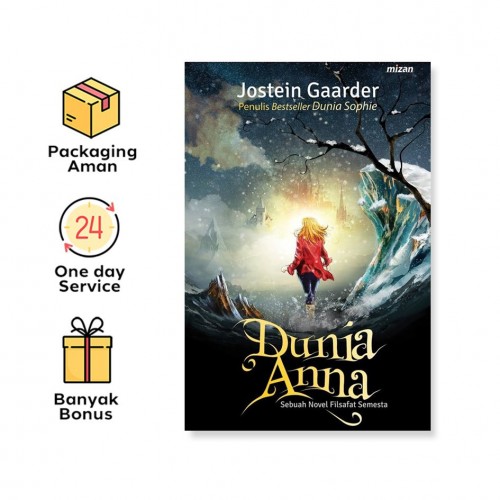 Packaging
Aman
24
One day
Service
Banyak
Bonus
mizan
Jostein Gaarder
Penulis Bestseller Dunia Sophie
Dunia
Anna
Sebuah Novel Filsafat Semesta